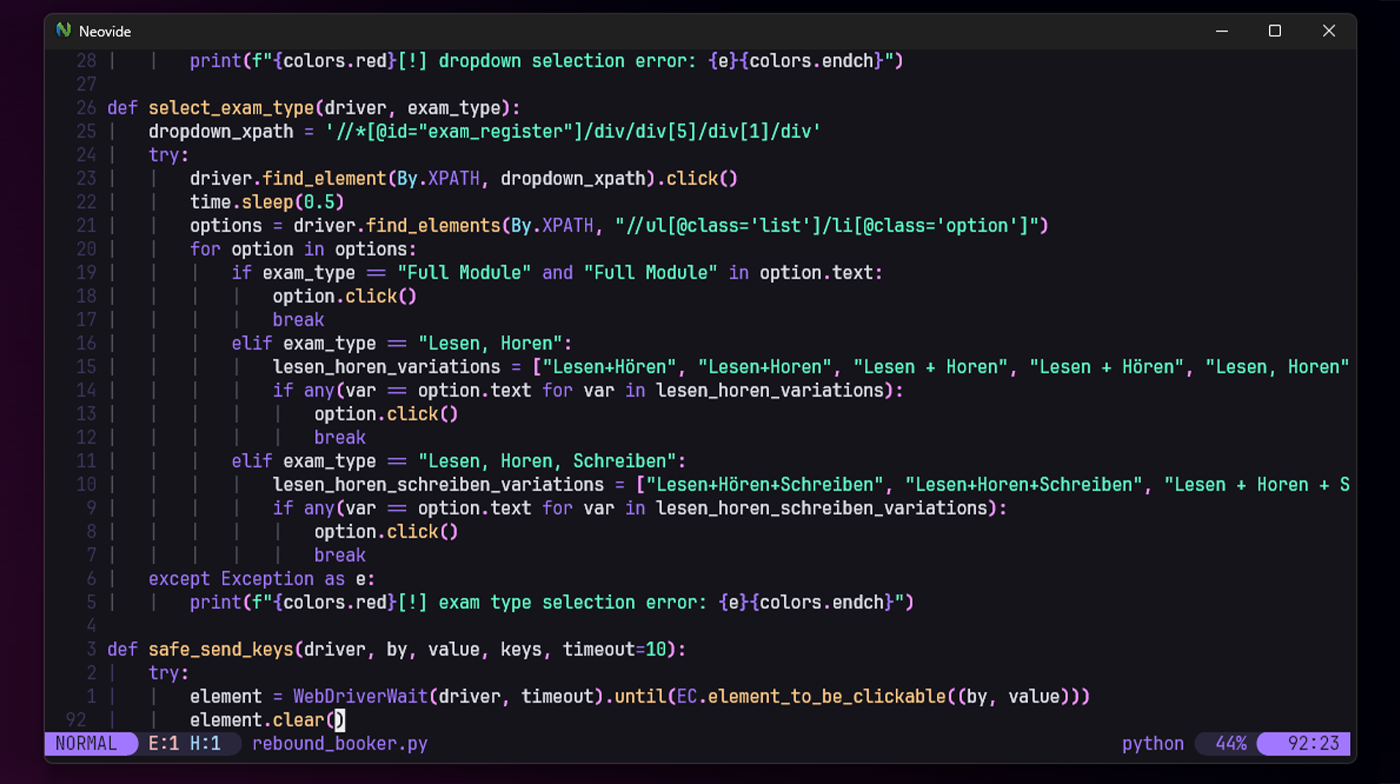 Neovide
28 print(f"{colors.red}[!] dropdown selection error: {e}{colors.endch}")
27
26 def select_exam_type(driver, exam_type):
25 dropdown_xpath = '//*[@id="exam_register"]/div/div[5]/div[1]/div'
24 try:
23 driver.find_element(By.XPATH, dropdown_xpath).click()
22 time.sleep(0.5)
21 options = driver.find_elements(By.XPATH, "//ul[@class='list']/li[@class='option']")
20 for option in options:
19 if exam_type == "Full Module" and "Full Module" in option.text:
18 option.click()
17 break
16 elif exam_type == "Lesen, Horen":
15 lesen_horen_variations = ["Lesen+Hören", "Lesen+Horen", "Lesen + Horen", "Lesen + Hören", "Lesen, Horen"
14 if any(var == option.text for var in lesen_horen_variations):
13 option.click()
12 break
11 elif exam_type == "Lesen, Horen, Schreiben":
10 lesen_horen_schreiben_variations = ["Lesen+Hören+Schreiben", "Lesen+Horen+Schreiben", "Lesen + Horen + S
9 if any(var == option.text for var in lesen_horen_schreiben_variations):
8 option.click()
7 break
6 except Exception as e:
5 print(f"{colors.red}[!] exam type selection error: {e}{colors.endch}")
4
3 def safe_send_keys(driver, by, value, keys, timeout=10):
2 try:
1 element = WebDriverWait(driver, timeout).until(EC.element_to_be_clickable((by, value)))
92 element.clear()
NORMAL E:1 H:1 rebound_booker.py python 44% 92:23